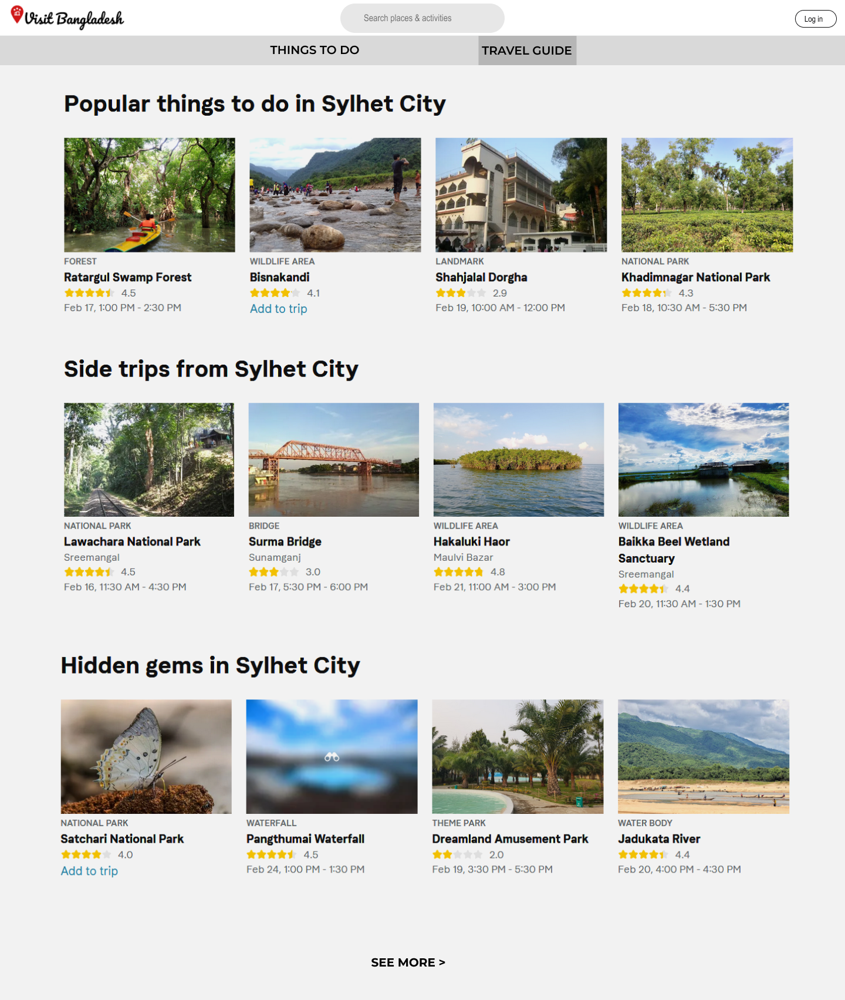 Visit Bangladesh
Search places & activities
Log in
THINGS TO DO
TRAVEL GUIDE
Popular things to do in Sylhet City
FOREST
Ratargul Swamp Forest
4.5
Feb 17, 1:00 PM - 2:30 PM
WILDLIFE AREA
Bisnakandi
4.1
Add to trip
LANDMARK
Shahjalal Dorgha
2.9
Feb 19, 10:00 AM - 12:00 PM
NATIONAL PARK
Khadimnagar National Park
4.3
Feb 18, 10:30 AM - 5:30 PM
Side trips from Sylhet City
NATIONAL PARK
Lawachara National Park
Sreemangal
4.5
Feb 16, 11:30 AM - 4:30 PM
BRIDGE
Surma Bridge
Sunamganj
3.0
Feb 17, 5:30 PM - 6:00 PM
WILDLIFE AREA
Hakaluki Haor
Maulvi Bazar
4.8
Feb 21, 11:00 AM - 3:00 PM
WILDLIFE AREA
Baikka Beel Wetland
Sanctuary
Sreemangal
4.4
Feb 20, 11:30 AM - 1:30 PM
Hidden gems in Sylhet City
NATIONAL PARK
Satchari National Park
4.0
Add to trip
WATERFALL
Pangthumai Waterfall
4.5
Feb 24, 1:00 PM - 1:30 PM
THEME PARK
Dreamland Amusement Park
2.0
Feb 19, 3:30 PM - 5:30 PM
WATER BODY
Jadukata River
4.4
Feb 20, 4:00 PM - 4:30 PM
SEE MORE >